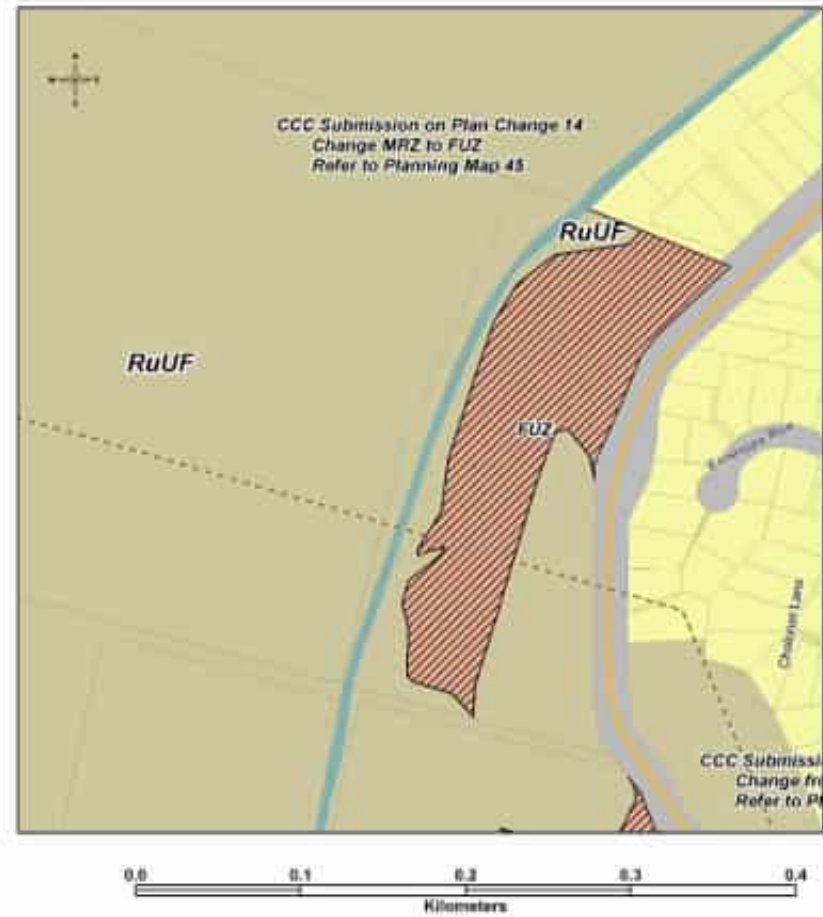 CCC Submission on Plan Change 14
Change MRZ to FUZ
Refer to Planning Map 45
RuUF
RuUF
FUZ
Chalmer Lane
CCC Submissi
Change fr
Refer to Pl
0.0 0.1 0.2 0.3 0.4
Kilometers